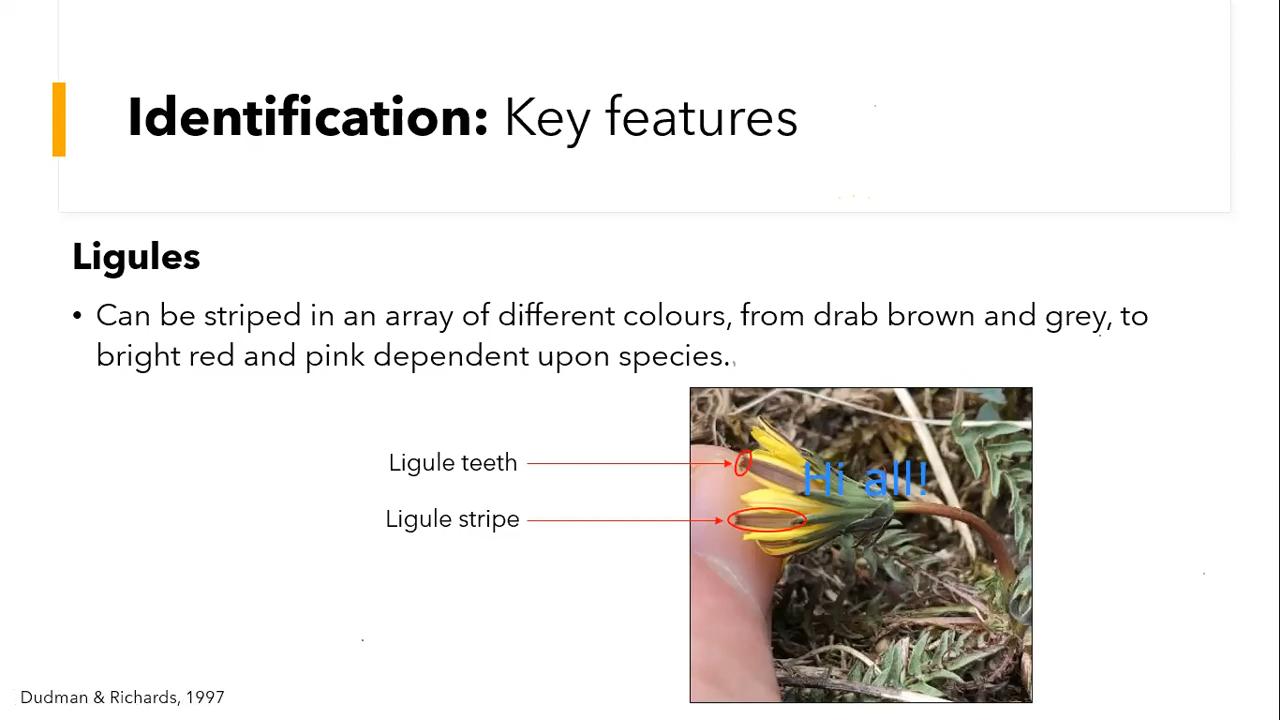 Identification: Key features
Ligules
• Can be striped in an array of different colours, from drab brown and grey, to
bright red and pink dependent upon species.
Ligule teeth
Hi all!
Ligule stripe
Dudman & Richards, 1997